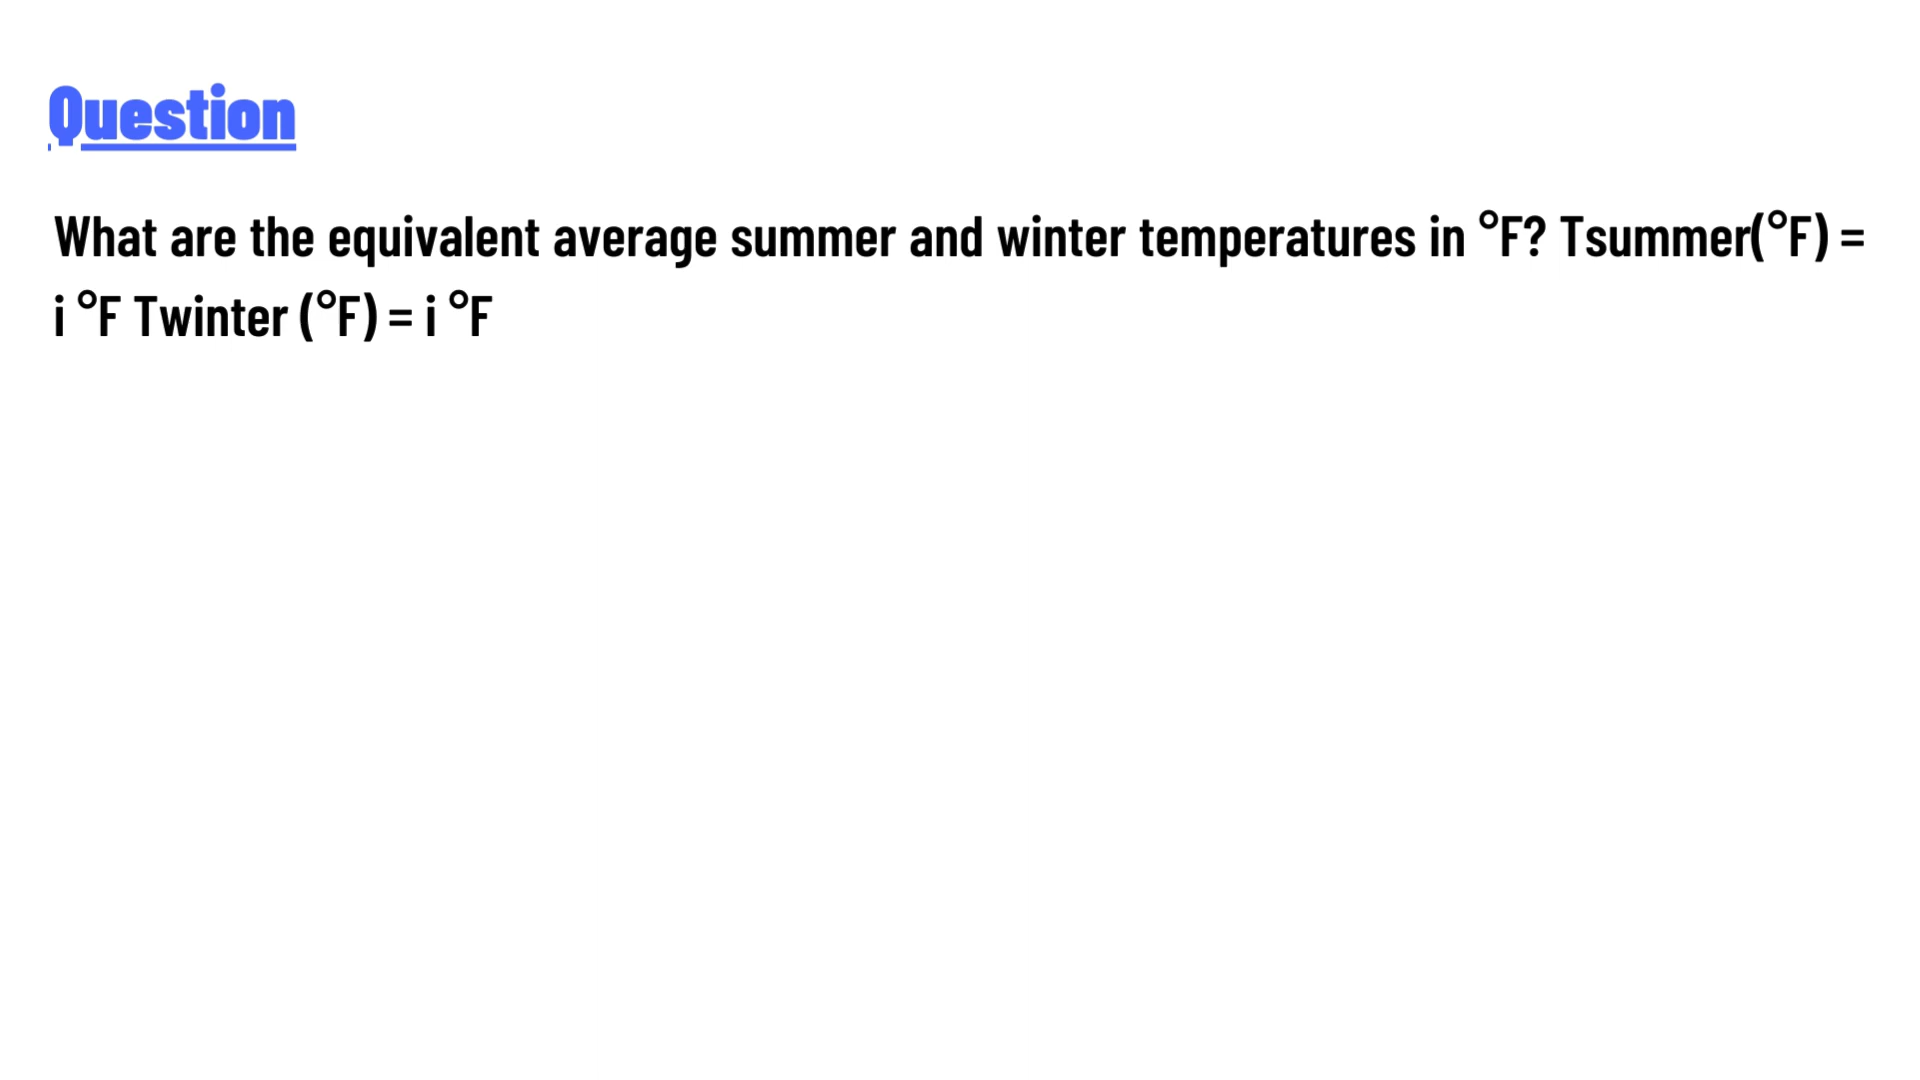 Question
What are the equivalent average summer and winter temperatures in °F? Tsummer(°F) =
i °F Twinter (°F) = i °F